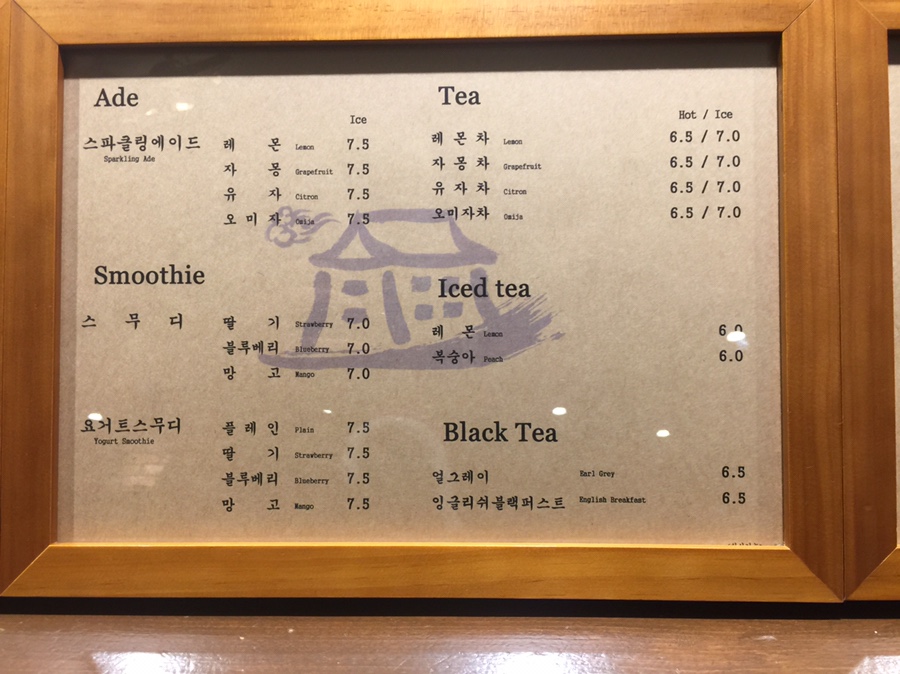 Ade
Ice
스파클링에이드 레 몬 Lemon 7.5
Sparkling Ade
자 몽 Grapefruit 7.5
유 자 Citron 7.5
오 미 자 Omija 7.5
Smoothie
스 무 디 딸 기 Strawberry 7.0
블루베리 Blueberry 7.0
망 고 Mango 7.0
요거트스무디 플 레 인 Plain 7.5
Yogurt Smoothie
딸 기 Strawberry 7.5
블루베리 Blueberry 7.5
망 고 Mango 7.5
Tea
Hot / Ice
레 몬 차 Lemon 6.5 / 7.0
자 몽 차 Grapefruit 6.5 / 7.0
유 자 차 Citron 6.5 / 7.0
오미자차 Omija 6.5 / 7.0
Iced tea
레 몬 Lemon 6.0
복숭아 Peach 6.0
Black Tea
얼그레이 Earl Grey 6.5
잉글리쉬블랙퍼스트 English Breakfast 6.5